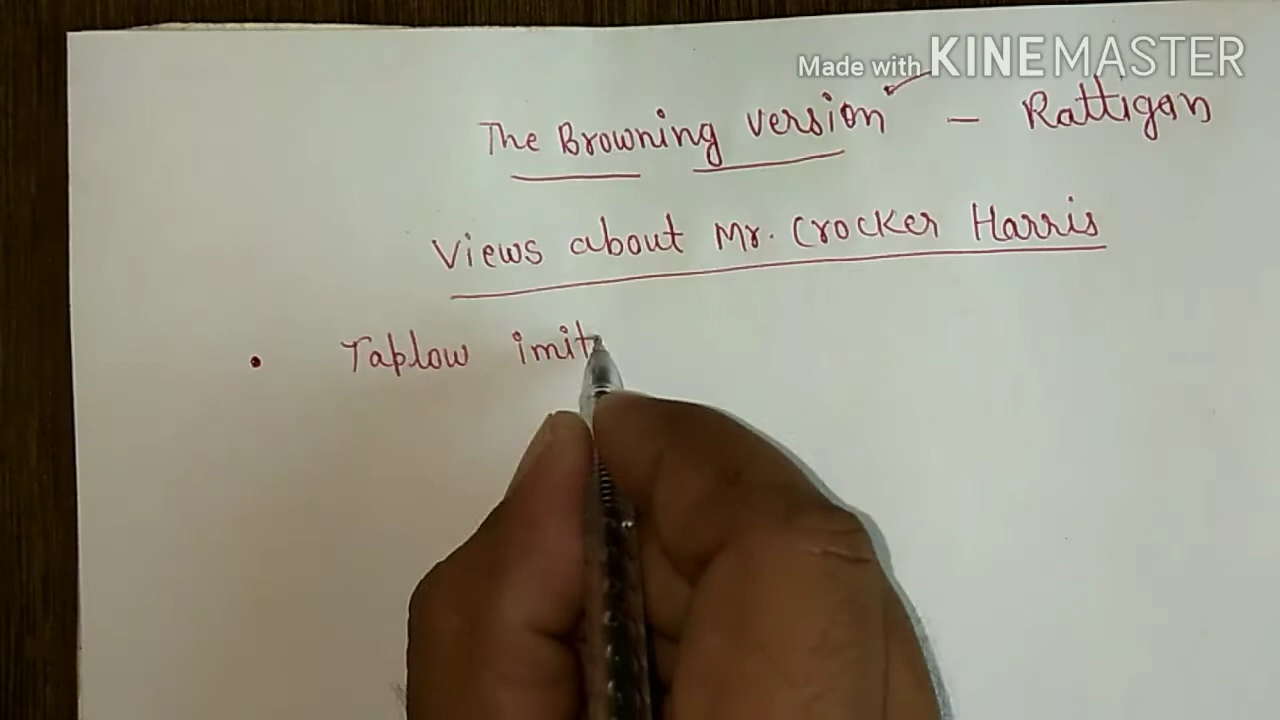 Made with KINEMASTER
The Browning version — Rattigan
Views about Mr. Crocker Harris
• Taplow imit